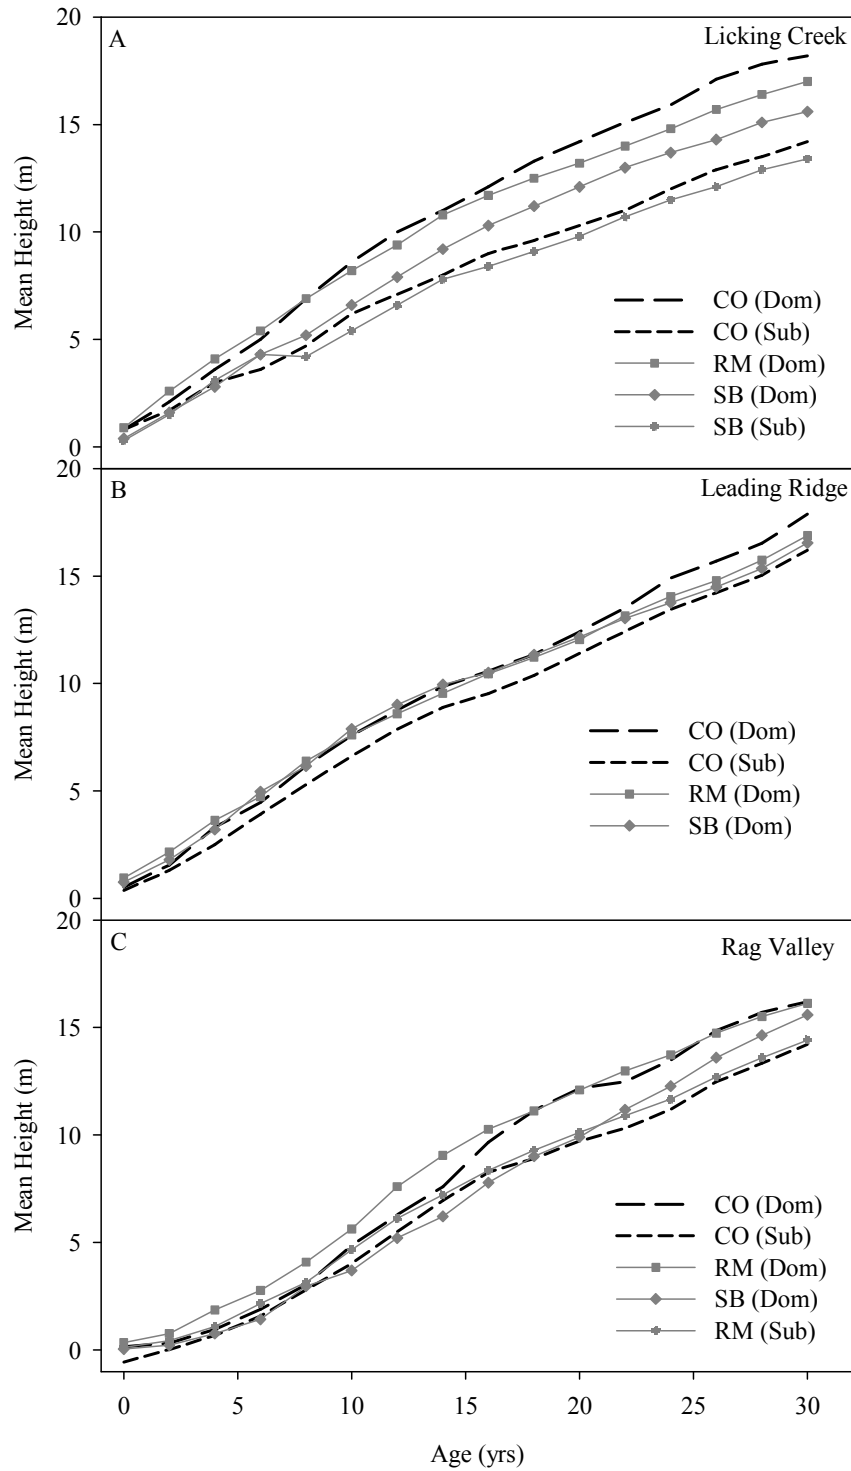 20
A
Licking Creek
15
10
5
0
Mean Height (m)
CO (Dom)
CO (Sub)
RM (Dom)
SB (Dom)
SB (Sub)
20
B
Leading Ridge
15
10
5
0
Mean Height (m)
CO (Dom)
CO (Sub)
RM (Dom)
SB (Dom)
20
C
Rag Valley
15
10
5
0
Mean Height (m)
CO (Dom)
CO (Sub)
RM (Dom)
SB (Dom)
RM (Sub)
0 5 10 15 20 25 30
Age (yrs)